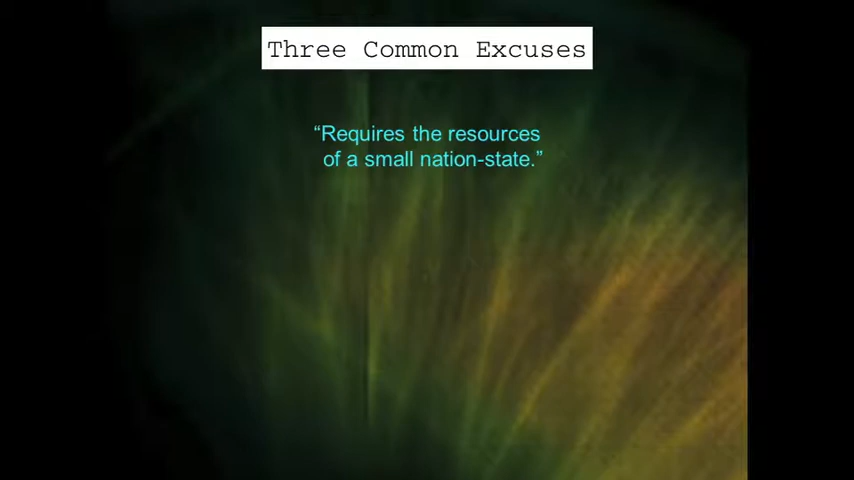 Three Common Excuses
“Requires the resources
of a small nation-state.”